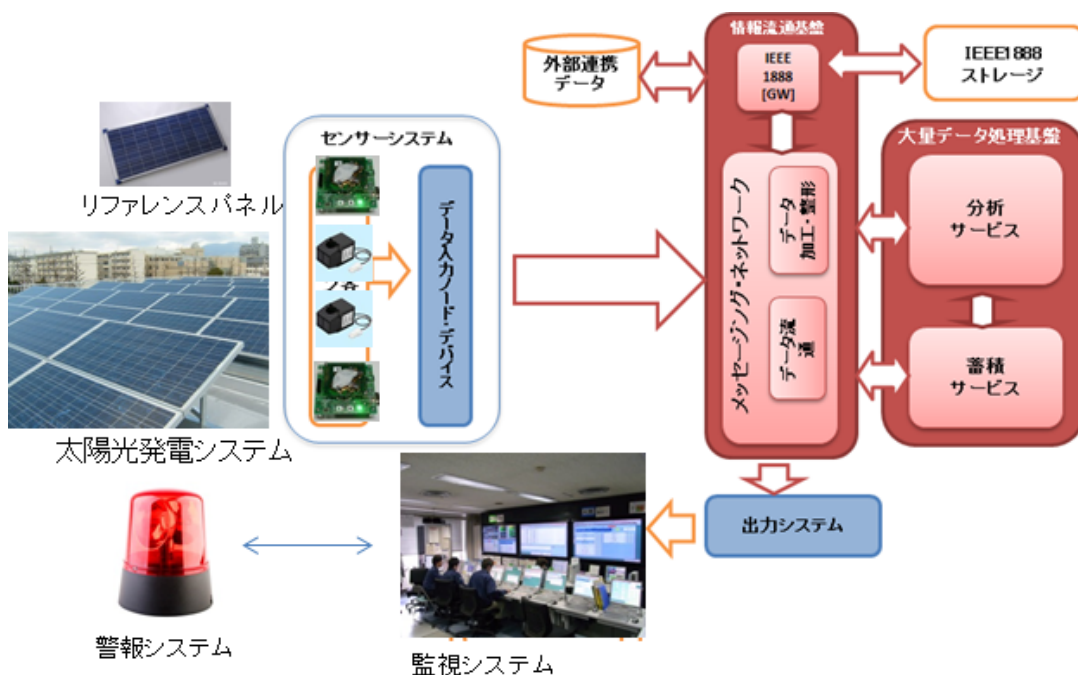 情報流通基盤
外部連携
データ
IEEE
1888
[GW]
IEEE1888
ストレージ
センサーシステム
大量データ処理基盤
リファレンスパネル
データ入力ノード・デバイス
メッセージング・ネットワーク
データ
加工・整形
分析
サービス
データ流
通
蓄積
サービス
太陽光発電システム
出力システム
警報システム
監視システム